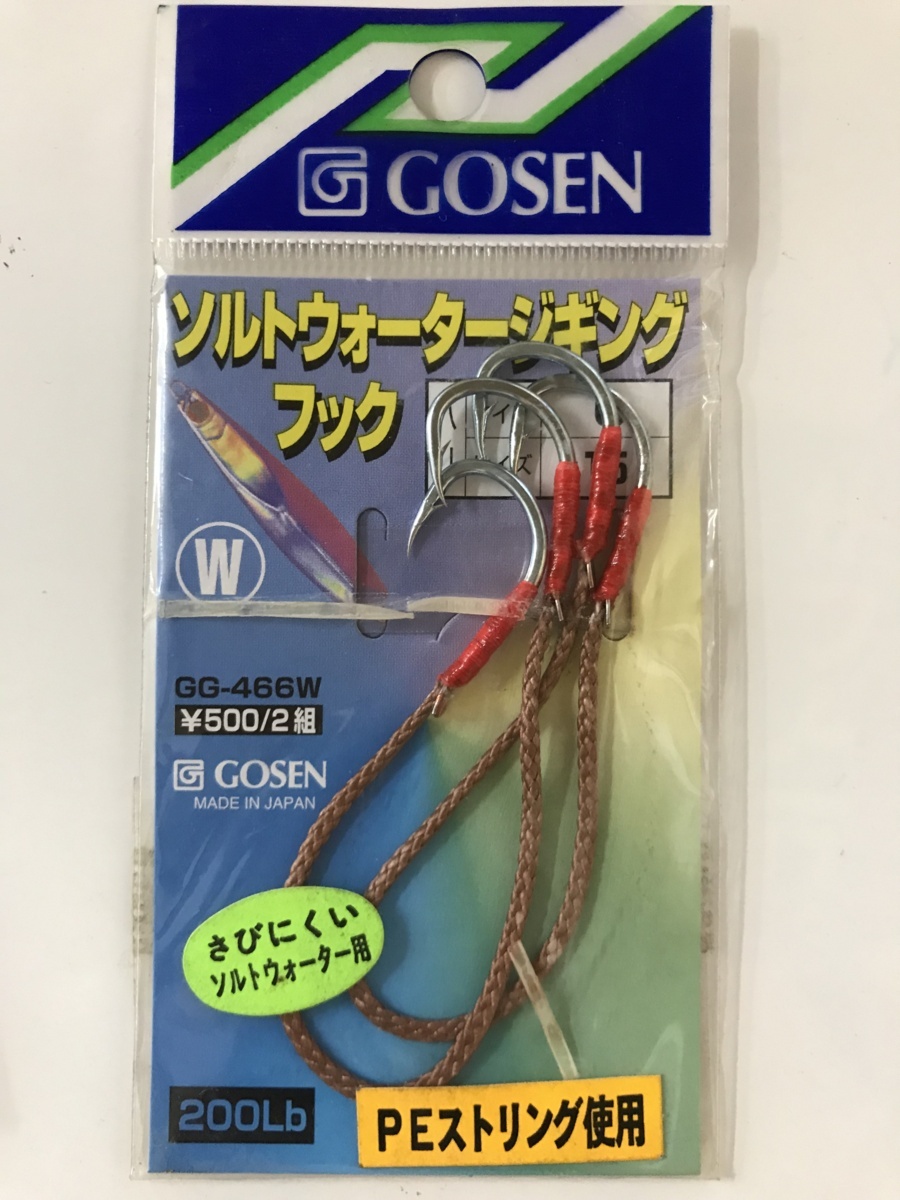 GOSEN
ソルトウォータージギング
フック
W
GG-466W
¥500/2組
GOSEN
MADE IN JAPAN
さびにくい
ソルトウォーター用
200Lb
PEストリング使用